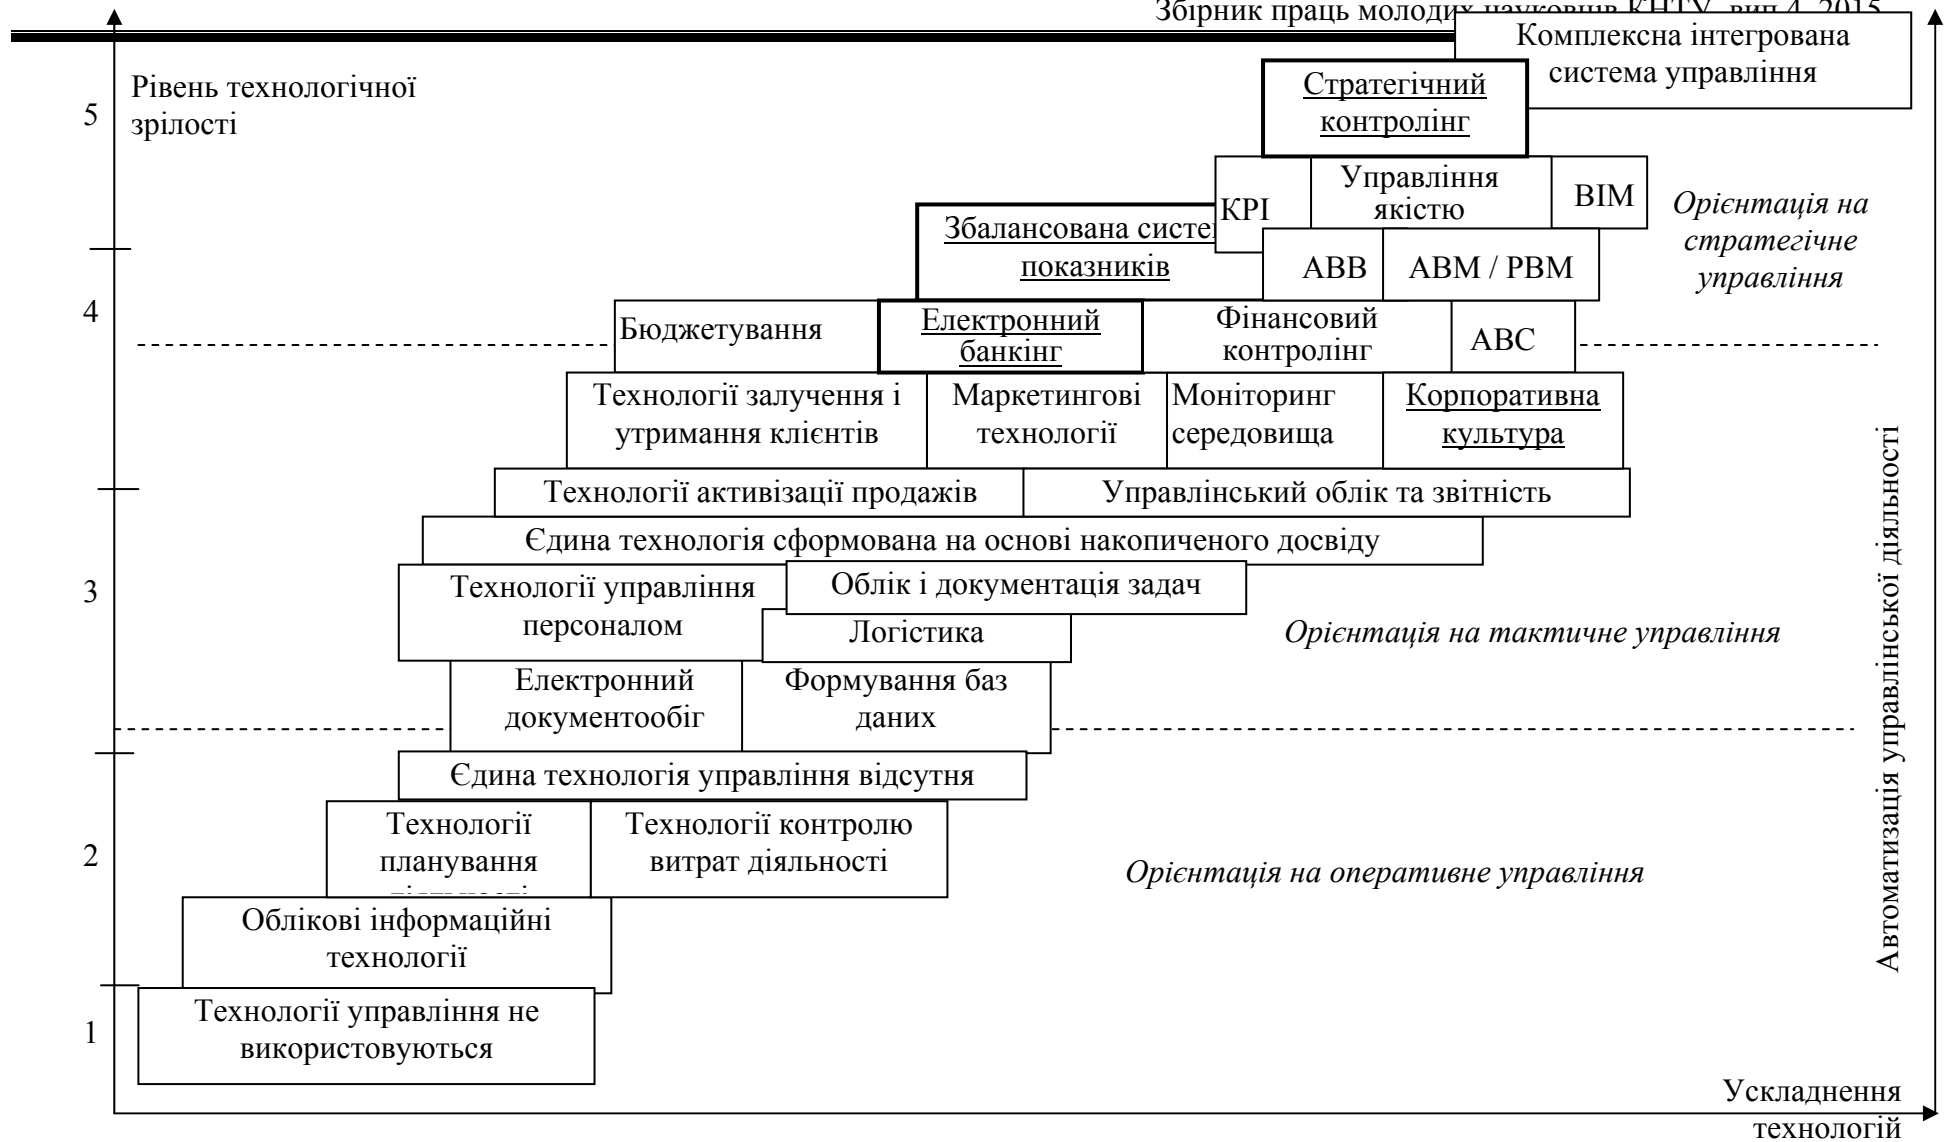 Збірник праць молодих науковців КНТУ, вип.4, 2015
Комплексна інтегрована
система управління
Рівень технологічної
зрілості
5
Стратегічний
контролінг
КРІ
Управління
якістю
ВІМ
Орієнтація на
стратегічне
управління
Збалансована систе
показників
АВВ
АВМ / РВМ
4
Бюджетування
Електронний
банкінг
Фінансовий
контролінг
АВС
Технології залучення і
утримання клієнтів
Маркетингові
технології
Моніторинг
середовища
Корпоративна
культура
Технології активізації продажів
Управлінський облік та звітність
Єдина технологія сформована на основі накопиченого досвіду
3
Технології управління
персоналом
Облік і документація задач
Логістика
Орієнтація на тактичне управління
Електронний
документообіг
Формування баз
даних
Автоматизація управлінської діяльності
Єдина технологія управління відсутня
2
Технології
планування
Технології контролю
витрат діяльності
Орієнтація на оперативне управління
Облікові інформаційні
технології
1
Технології управління не
використовуються
Ускладнення
технологій